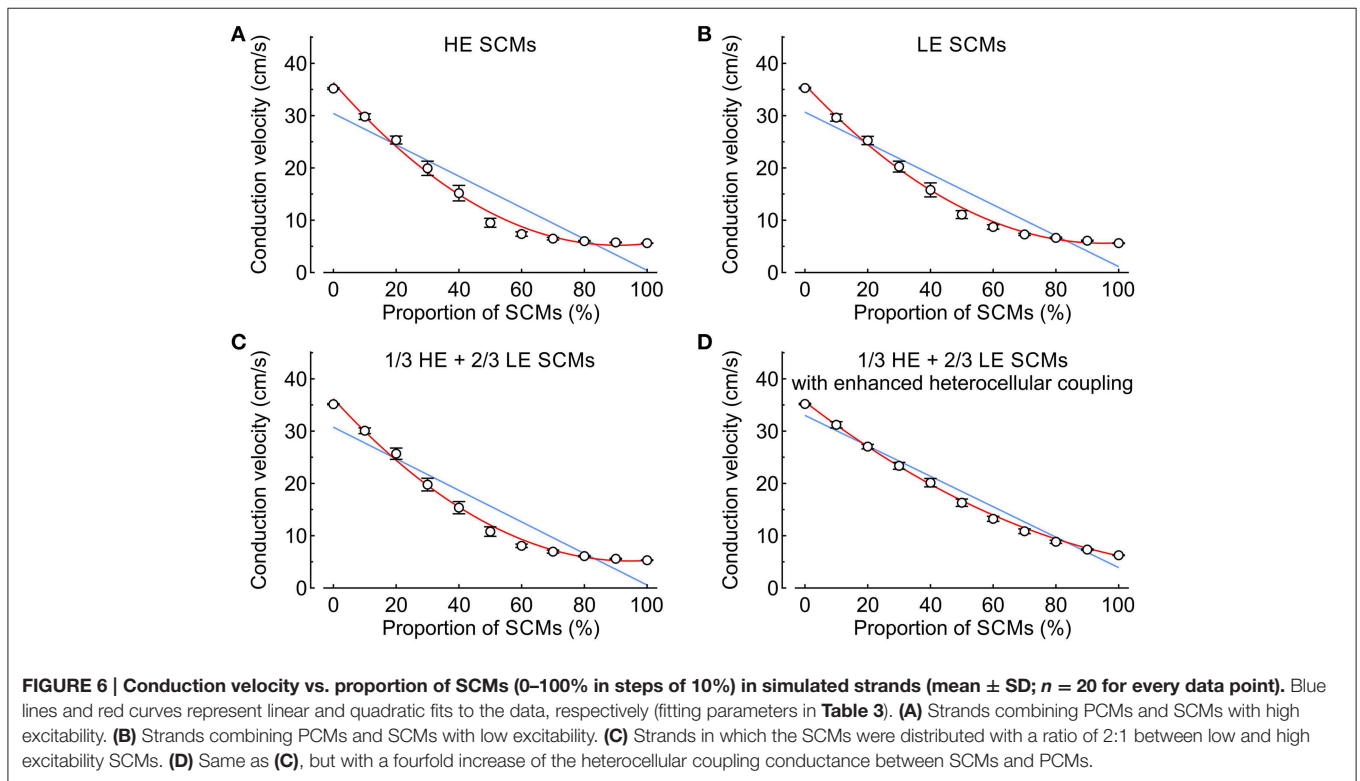 A
HE SCMs
Conduction velocity (cm/s)
40
30
20
10
0
0 20 40 60 80 100
Proportion of SCMs (%)
B
LE SCMs
Conduction velocity (cm/s)
40
30
20
10
0
0 20 40 60 80 100
Proportion of SCMs (%)
C
1/3 HE + 2/3 LE SCMs
Conduction velocity (cm/s)
40
30
20
10
0
0 20 40 60 80 100
Proportion of SCMs (%)
D
1/3 HE + 2/3 LE SCMs
with enhanced heterocellular coupling
Conduction velocity (cm/s)
40
30
20
10
0
0 20 40 60 80 100
Proportion of SCMs (%)
FIGURE 6 | Conduction velocity vs. proportion of SCMs (0–100% in steps of 10%) in simulated strands (mean ± SD; n = 20 for every data point). Blue
lines and red curves represent linear and quadratic fits to the data, respectively (fitting parameters in Table 3). (A) Strands combining PCMs and SCMs with high
excitability. (B) Strands combining PCMs and SCMs with low excitability. (C) Strands in which the SCMs were distributed with a ratio of 2:1 between low and high
excitability SCMs. (D) Same as (C), but with a fourfold increase of the heterocellular coupling conductance between SCMs and PCMs.